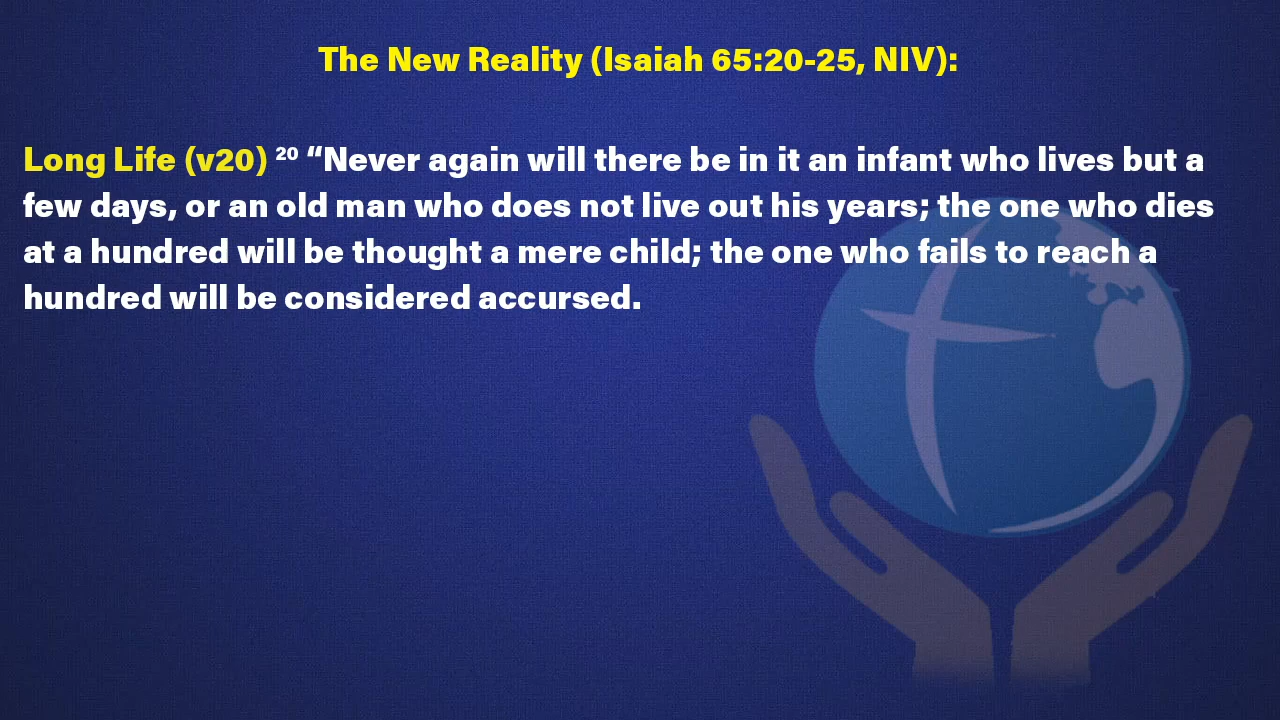 The New Reality (Isaiah 65:20-25, NIV):
Long Life (v20) 20 “Never again will there be in it an infant who lives but a
few days, or an old man who does not live out his years; the one who dies
at a hundred will be thought a mere child; the one who fails to reach a
hundred will be considered accursed.